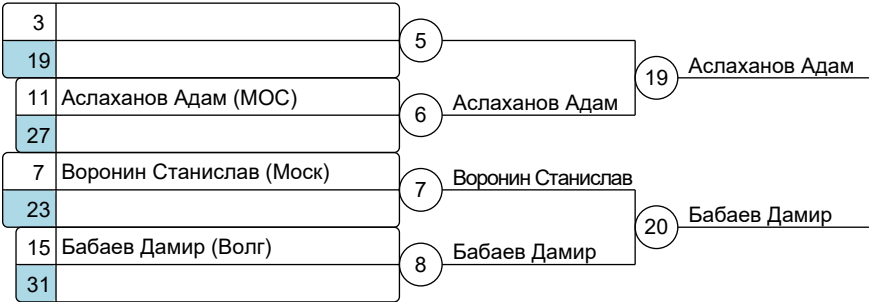 3
5
19
19 Аслаханов Адам
11 Аслаханов Адам (МОС)
6 Аслаханов Адам
27
7 Воронин Станислав (Моск)
7 Воронин Станислав
23
20 Бабаев Дамир
15 Бабаев Дамир (Волг)
8 Бабаев Дамир
31